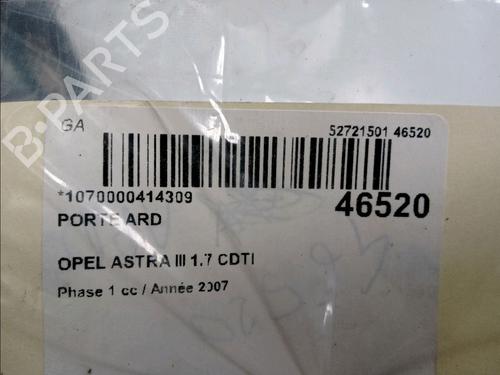 B-PARTS
GA
52721501 46520
*1070000414309
46520
PORTE ARD
OPEL ASTRA III 1.7 CDTI
Phase 1 cc / Année 2007